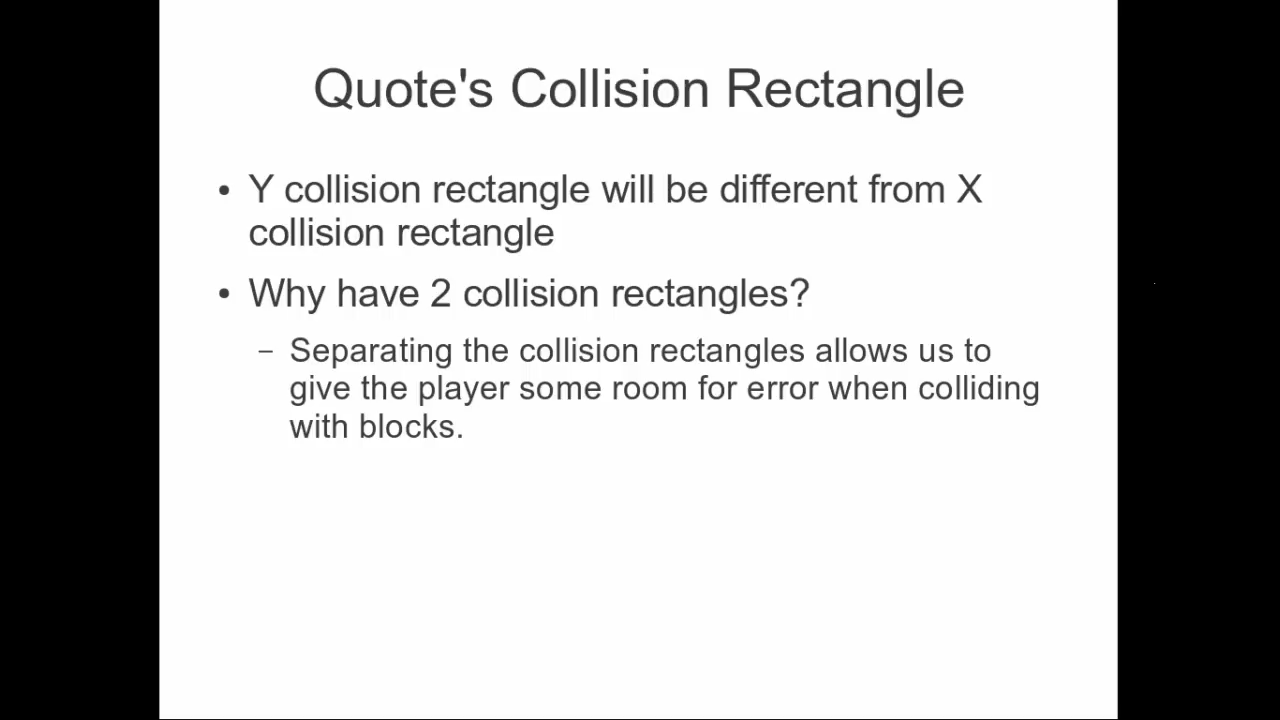 Quote's Collision Rectangle
• Y collision rectangle will be different from X
collision rectangle
• Why have 2 collision rectangles?
– Separating the collision rectangles allows us to
give the player some room for error when colliding
with blocks.